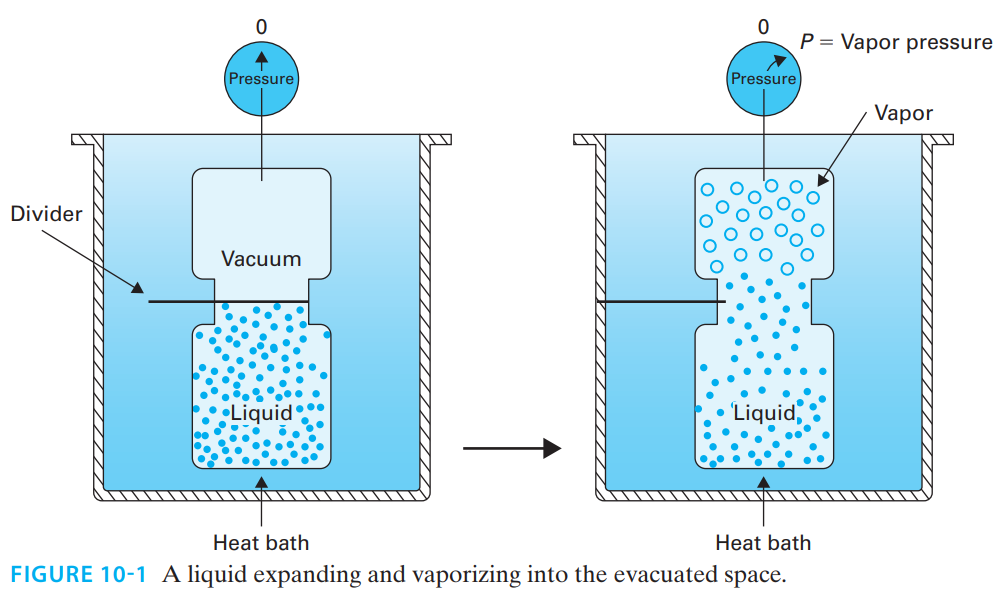 0
Pressure
Divider
Vacuum
Liquid
Heat bath
0
P = Vapor pressure
Pressure
Vapor
Liquid
Heat bath
FIGURE 10-1 A liquid expanding and vaporizing into the evacuated space.